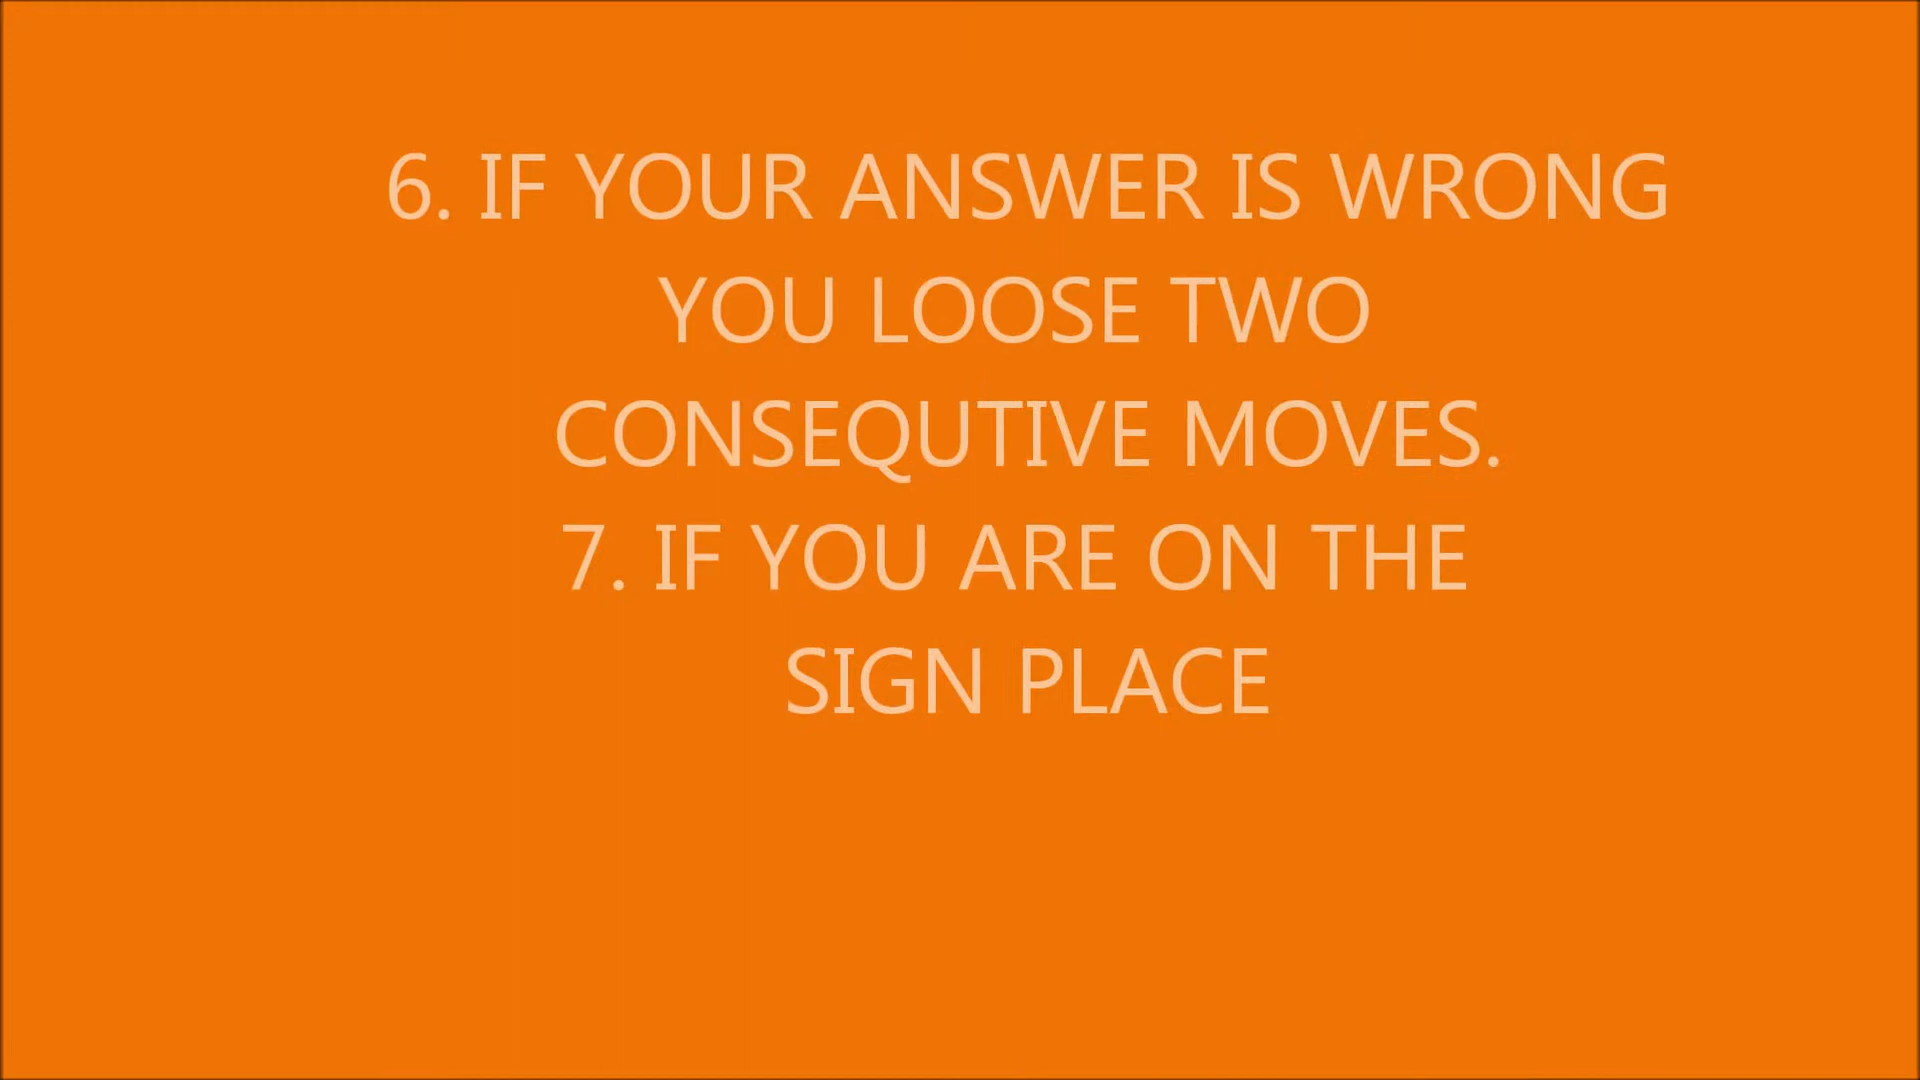 6. IF YOUR ANSWER IS WRONG
YOU LOOSE TWO
CONSEQUTIVE MOVES.
7. IF YOU ARE ON THE
SIGN PLACE